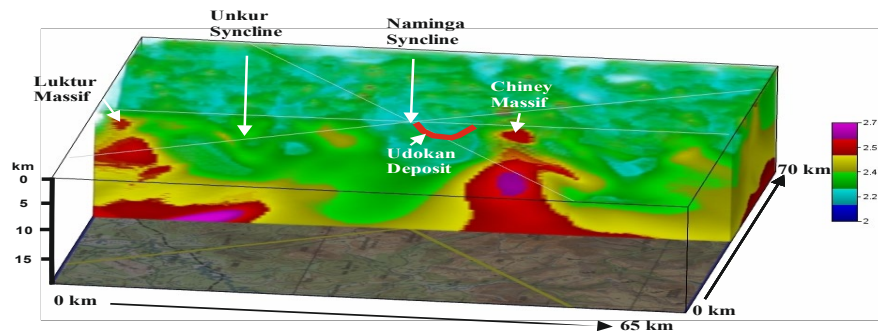 Unkur
Syncline
Naminga
Syncline
Luktur
Massif
Chiney
Massif
Udokan
Deposit
km
0
5
10
15
2.7
2.5
2.4
2.2
2
70 km
0 km
0 km
65 km